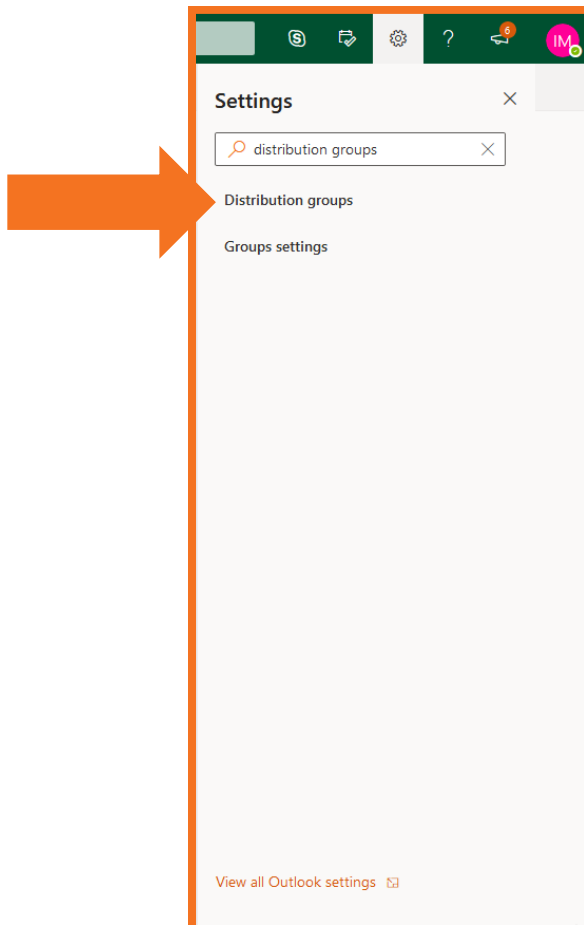 ?
6
IM
Settings
distribution groups
Distribution groups
Groups settings
View all Outlook settings